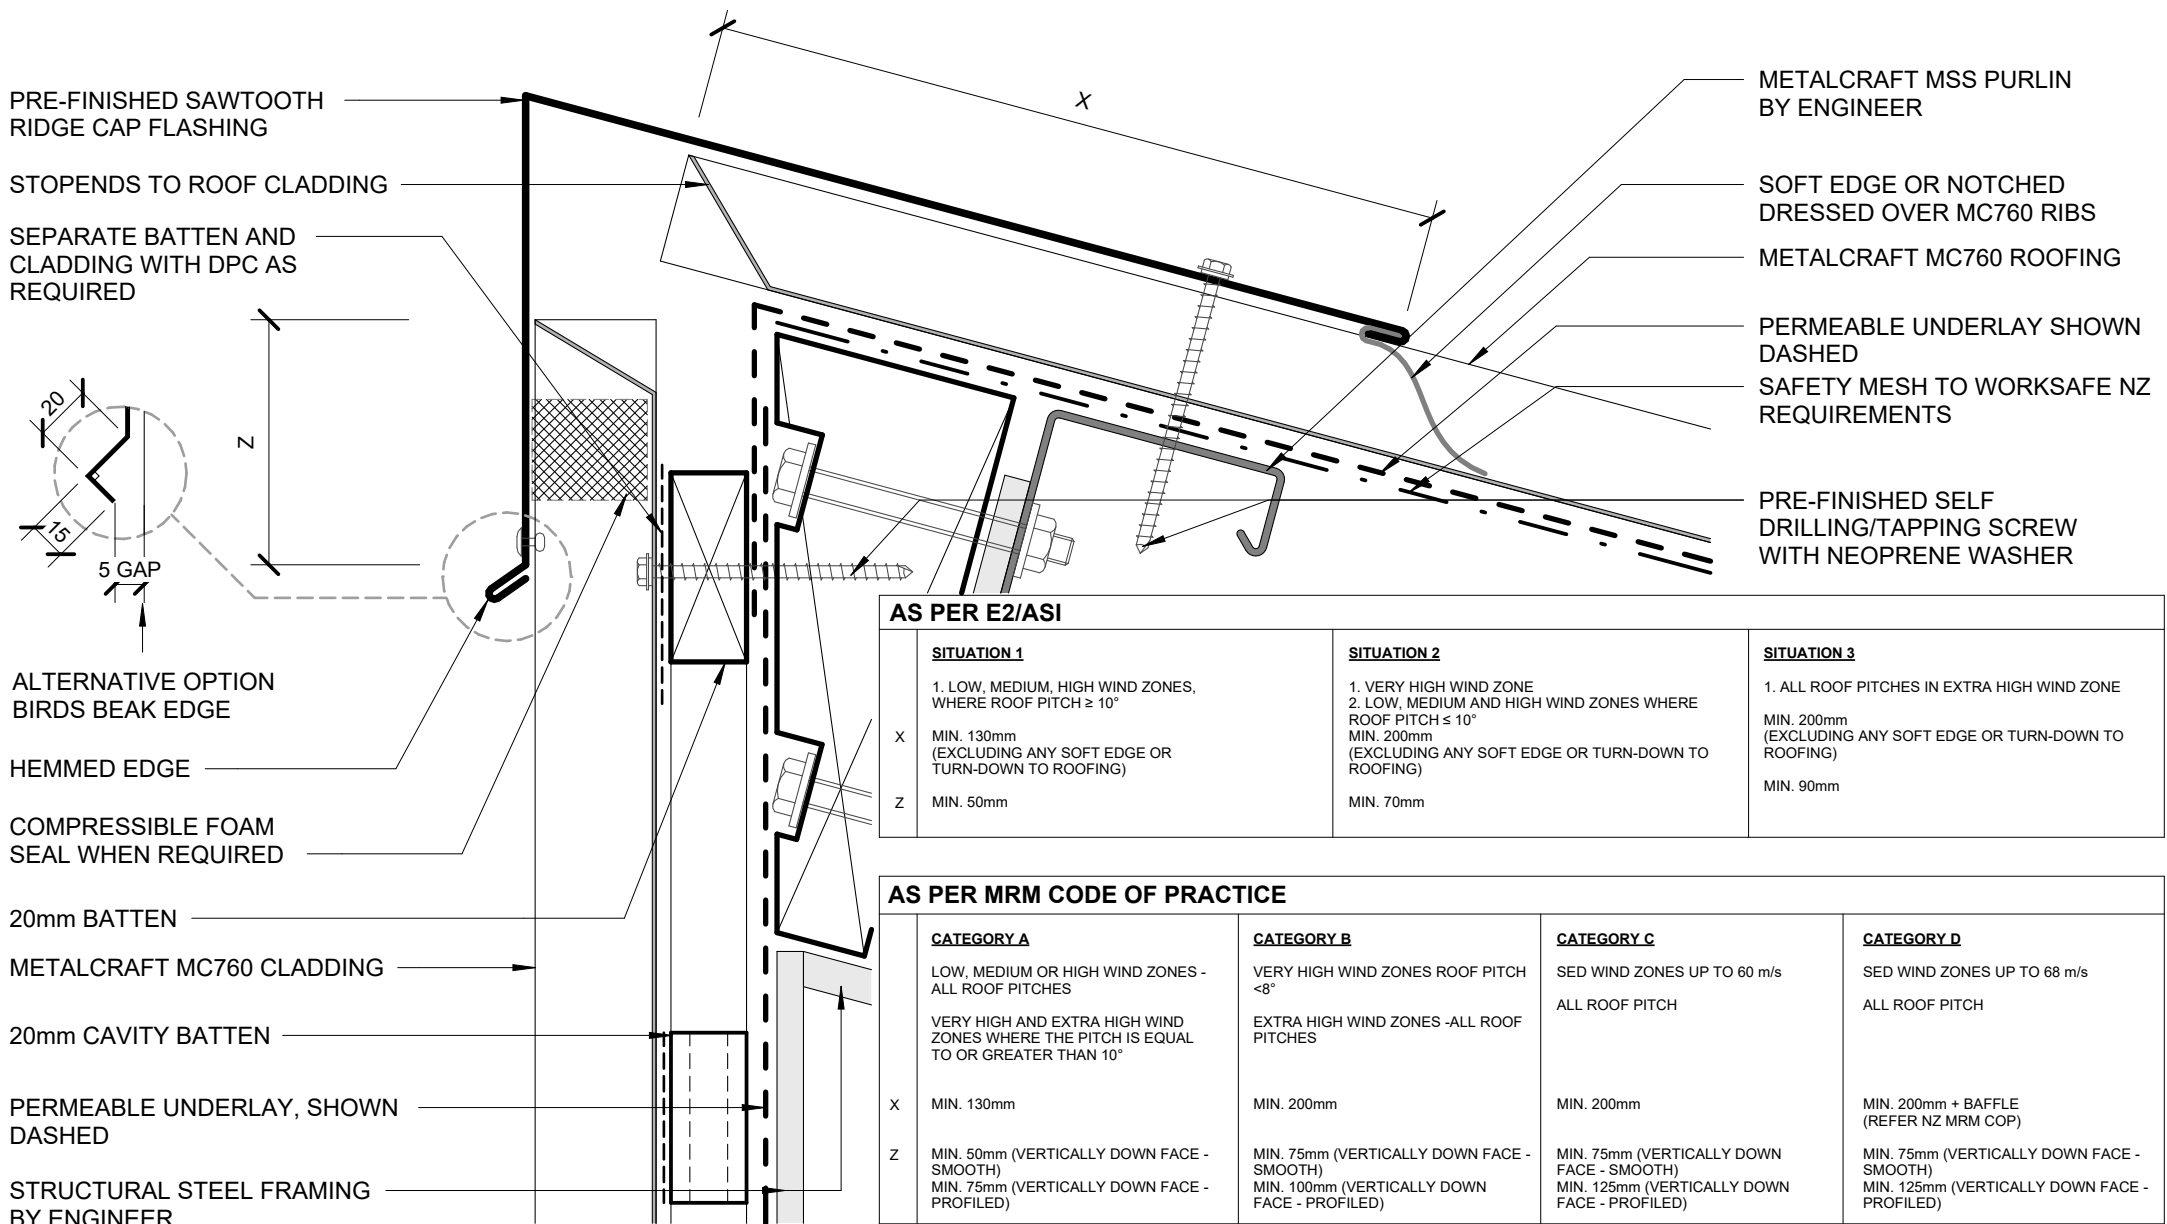 PRE-FINISHED SAWTOOTH
RIDGE CAP FLASHING
STOPENDS TO ROOF CLADDING
SEPARATE BATTEN AND
CLADDING WITH DPC AS
REQUIRED
X
Z
20
15
5 GAP
ALTERNATIVE OPTION
BIRDS BEAK EDGE
HEMMED EDGE
COMPRESSIBLE FOAM
SEAL WHEN REQUIRED
20mm BATTEN
METALCRAFT MC760 CLADDING
20mm CAVITY BATTEN
PERMEABLE UNDERLAY, SHOWN
DASHED
STRUCTURAL STEEL FRAMING
BY ENGINEER
METALCRAFT MSS PURLIN
BY ENGINEER
SOFT EDGE OR NOTCHED
DRESSED OVER MC760 RIBS
METALCRAFT MC760 ROOFING
PERMEABLE UNDERLAY SHOWN
DASHED
SAFETY MESH TO WORKSAFE NZ
REQUIREMENTS
PRE-FINISHED SELF
DRILLING/TAPPING SCREW
WITH NEOPRENE WASHER
AS PER E2/ASI
SITUATION 1
1. LOW, MEDIUM, HIGH WIND ZONES,
WHERE ROOF PITCH ≥ 10°
X
MIN. 130mm
(EXCLUDING ANY SOFT EDGE OR
TURN-DOWN TO ROOFING)
Z
MIN. 50mm
SITUATION 2
1. VERY HIGH WIND ZONE
2. LOW, MEDIUM AND HIGH WIND ZONES WHERE
ROOF PITCH ≤ 10°
MIN. 200mm
(EXCLUDING ANY SOFT EDGE OR TURN-DOWN TO
ROOFING)
MIN. 70mm
SITUATION 3
1. ALL ROOF PITCHES IN EXTRA HIGH WIND ZONE
MIN. 200mm
(EXCLUDING ANY SOFT EDGE OR TURN-DOWN TO
ROOFING)
MIN. 90mm
AS PER MRM CODE OF PRACTICE
CATEGORY A
LOW, MEDIUM OR HIGH WIND ZONES -
ALL ROOF PITCHES
VERY HIGH AND EXTRA HIGH WIND
ZONES WHERE THE PITCH IS EQUAL
TO OR GREATER THAN 10°
X
MIN. 130mm
Z
MIN. 50mm (VERTICALLY DOWN FACE -
SMOOTH)
MIN. 75mm (VERTICALLY DOWN FACE -
PROFILED)
CATEGORY B
VERY HIGH WIND ZONES ROOF PITCH
<8°
EXTRA HIGH WIND ZONES -ALL ROOF
PITCHES
MIN. 200mm
MIN. 75mm (VERTICALLY DOWN FACE -
SMOOTH)
MIN. 100mm (VERTICALLY DOWN
FACE - PROFILED)
CATEGORY C
SED WIND ZONES UP TO 60 m/s
ALL ROOF PITCH
MIN. 200mm
MIN. 75mm (VERTICALLY DOWN
FACE - SMOOTH)
MIN. 125mm (VERTICALLY DOWN
FACE - PROFILED)
CATEGORY D
SED WIND ZONES UP TO 68 m/s
ALL ROOF PITCH
MIN. 200mm + BAFFLE
(REFER NZ MRM COP)
MIN. 75mm (VERTICALLY DOWN FACE -
SMOOTH)
MIN. 125mm (VERTICALLY DOWN FACE -
PROFILED)